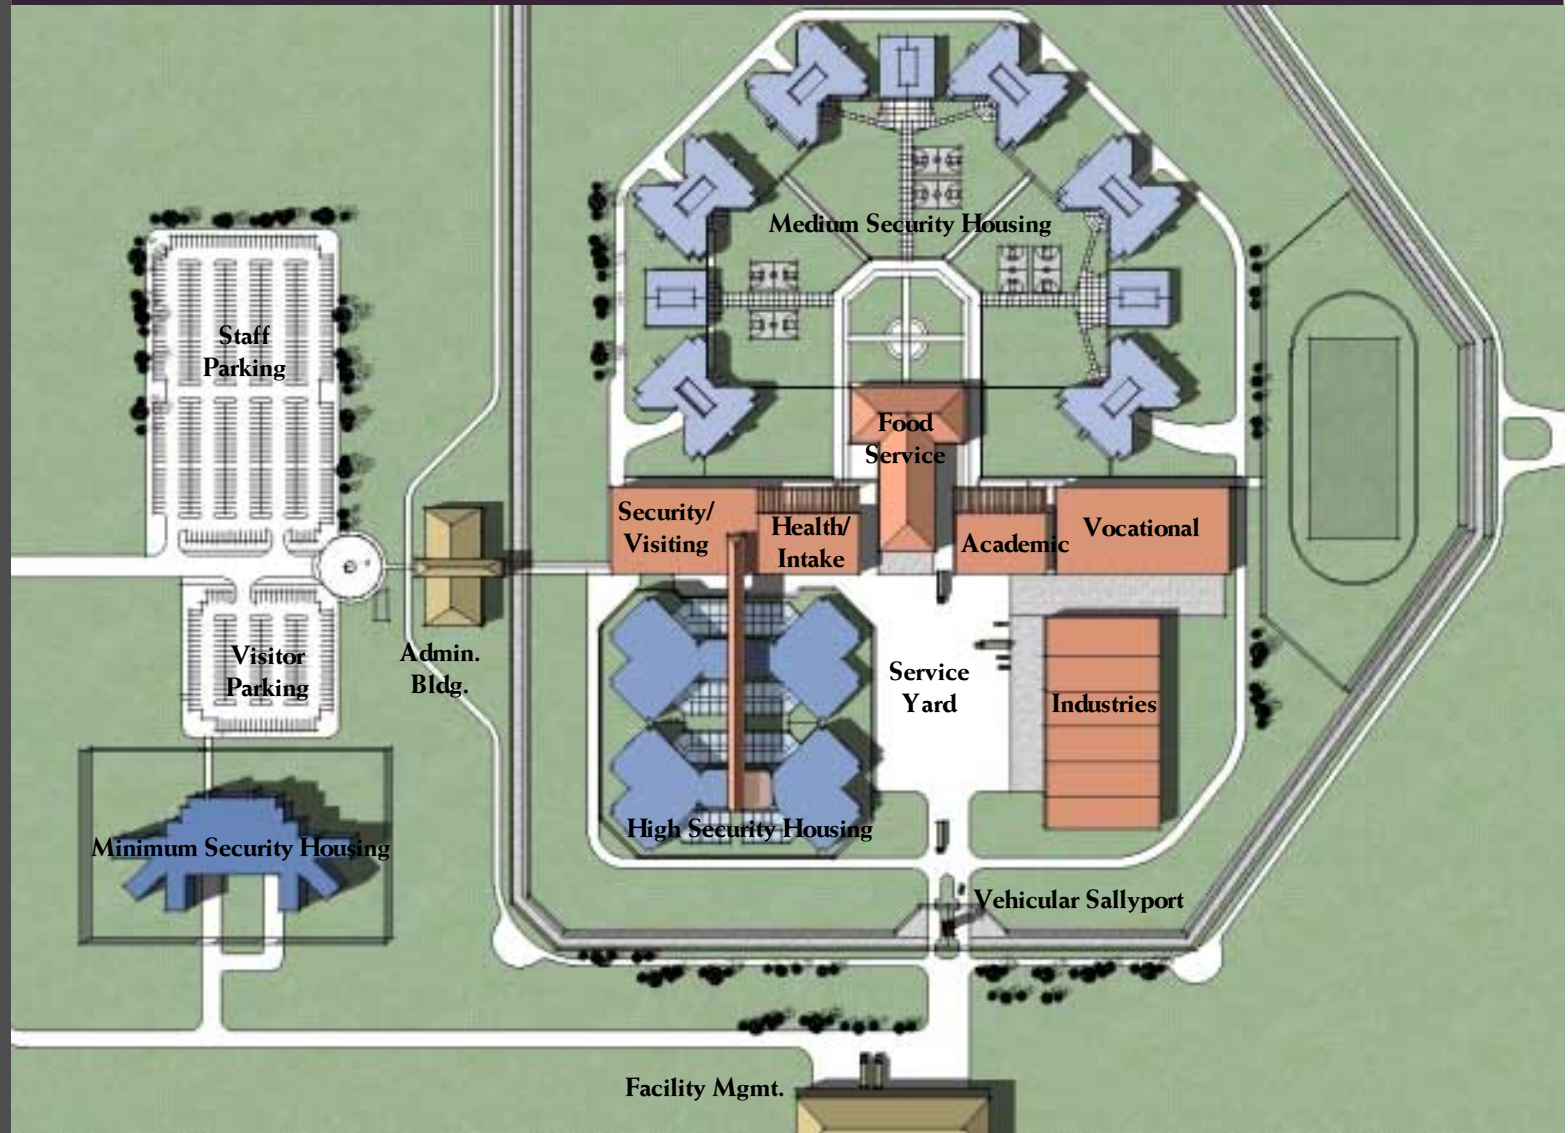 Medium Security Housing
Staff
Parking
Food
Service
Security/
Visiting
Health/
Intake
Academic
Vocational
Admin.
Bldg.
Visitor
Parking
Service
Yard
Industries
High Security Housing
Minimum Security Housing
Vehicular Sallyport
Facility Mgmt.